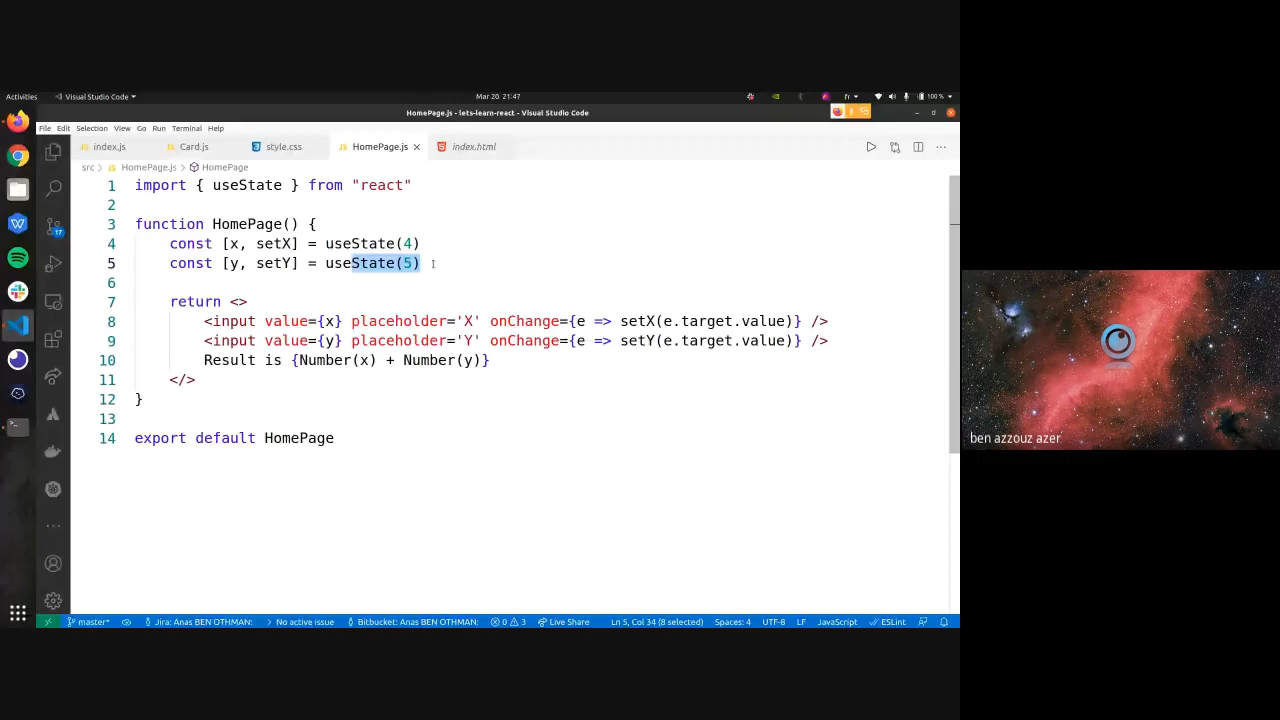 Activities Visual Studio Code Mar 20 21:47 fr 100 %
HomePage.js - lets-learn-react - Visual Studio Code
File Edit Selection View Go Run Terminal Help
index.js Card.js style.css HomePage.js index.html
src > HomePage.js > HomePage
1 import { useState } from "react"
2
3 function HomePage() {
4 const [x, setX] = useState(4)
5 const [y, setY] = useState(5)
6
7 return <>
8 <input value={x} placeholder='X' onChange={e => setX(e.target.value)} />
9 <input value={y} placeholder='Y' onChange={e => setY(e.target.value)} />
10 Result is {Number(x) + Number(y)}
11 </>
12 }
13
14 export default HomePage
17
ben azzouz azer
master* Jira: Anas BEN OTHMAN: No active issue Bitbucket: Anas BEN OTHMAN: 0 3 Live Share Ln 5, Col 34 (8 selected) Spaces: 4 UTF-8 LF JavaScript ESLint